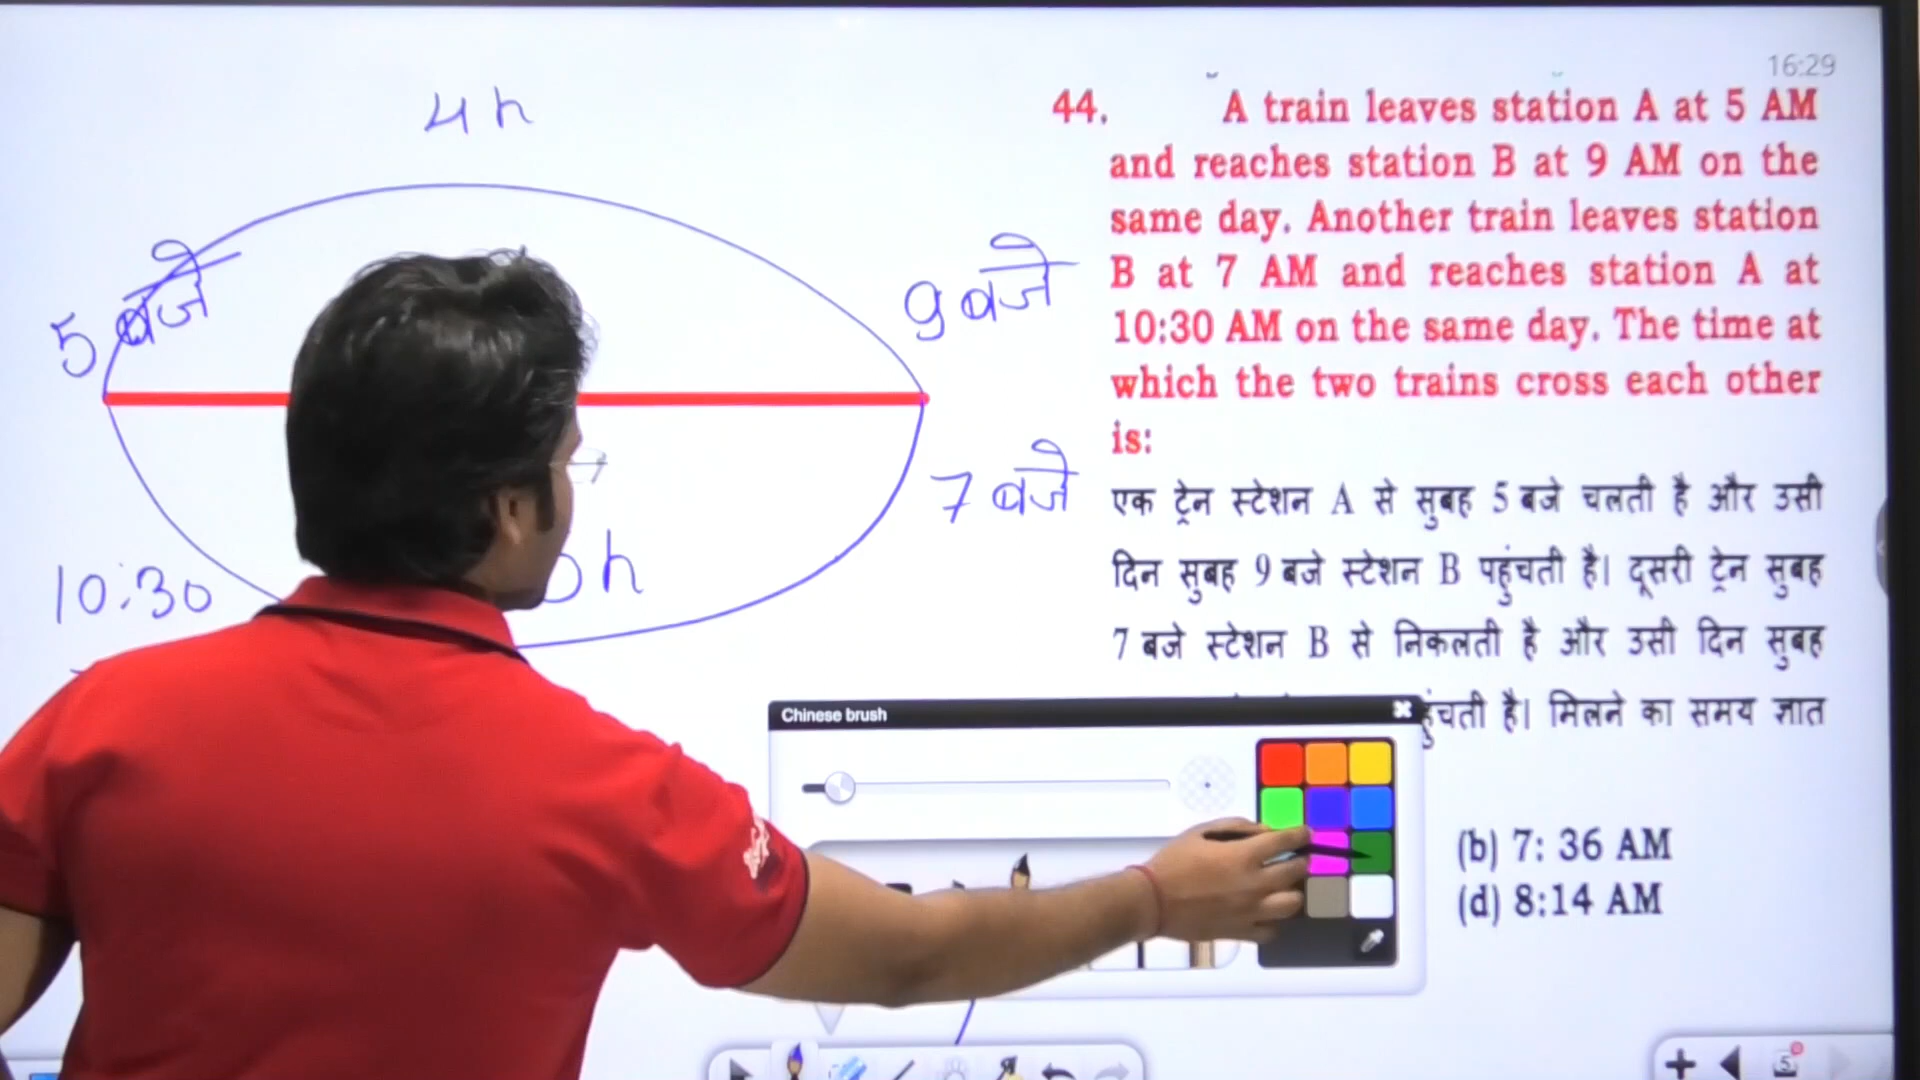 16:29
4 h
44. A train leaves station A at 5 AM
and reaches station B at 9 AM on the
same day. Another train leaves station
B at 7 AM and reaches station A at
10:30 AM on the same day. The time at
which the two trains cross each other
is:
एक ट्रेन स्टेशन A से सुबह 5 बजे चलती है और उसी
दिन सुबह 9 बजे स्टेशन B पहुंचती है। दूसरी ट्रेन सुबह
7 बजे स्टेशन B से निकलती है और उसी दिन सुबह
है। मिलने का समय ज्ञात
(b) 7: 36 AM
(d) 8:14 AM
5 बजे
9 बजे
7 बजे
10:30
h
Chinese brush
5